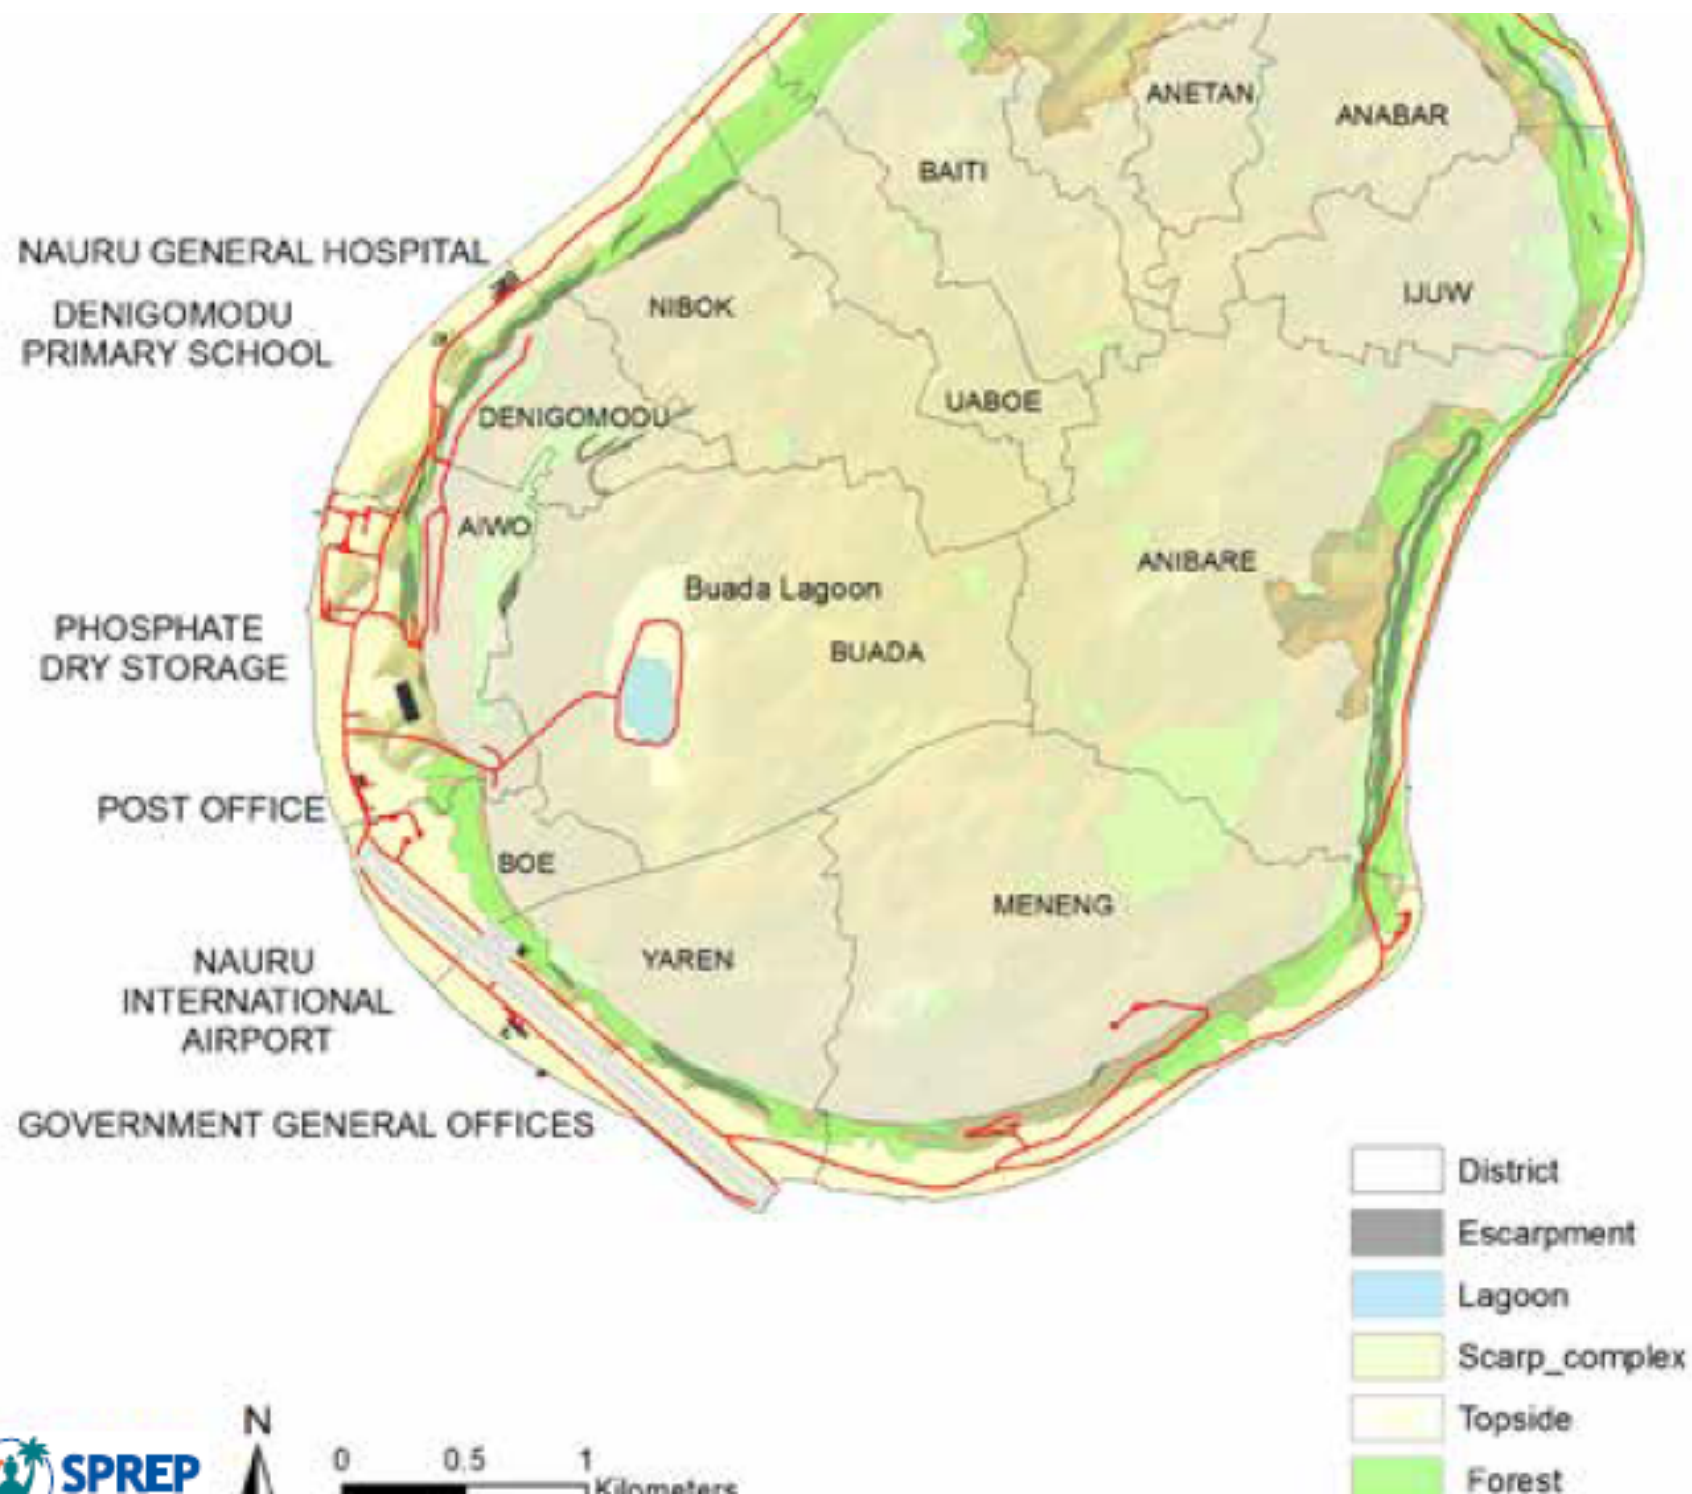 ANETAN
ANABAR
BAITI
NAURU GENERAL HOSPITAL
IJUW
NIBOK
DENIGOMODU
PRIMARY SCHOOL
UABOE
DENIGOMODU
AIWO
ANIBARE
Buada Lagoon
BUADA
PHOSPHATE
DRY STORAGE
POST OFFICE
BOE
MENENG
YAREN
NAURU
INTERNATIONAL
AIRPORT
GOVERNMENT GENERAL OFFICES
District
Escarpment
Lagoon
Scarp_complex
Topside
Forest
N
0 0.5 1
Kilometers
SPREP